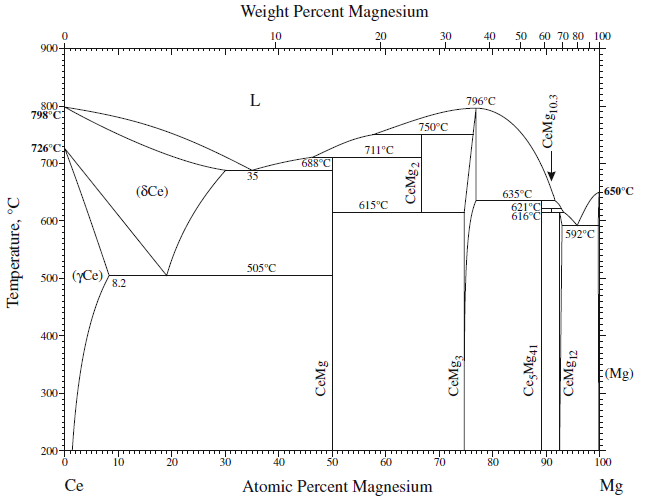 Weight Percent Magnesium
0 10 20 30 40 50 60 70 80 100
900
800
798°C
726°C
700
600
500
400
300
200
Temperature, °C
L
796°C
750°C
711°C
688°C
35
(δCe)
CeMg2
CeMg10.3
635°C
621°C
616°C
650°C
615°C
592°C
505°C
(γCe)
8.2
CeMg
CeMg3
Ce5Mg41
CeMg12
(Mg)
0 10 20 30 40 50 60 70 80 90 100
Ce Atomic Percent Magnesium Mg